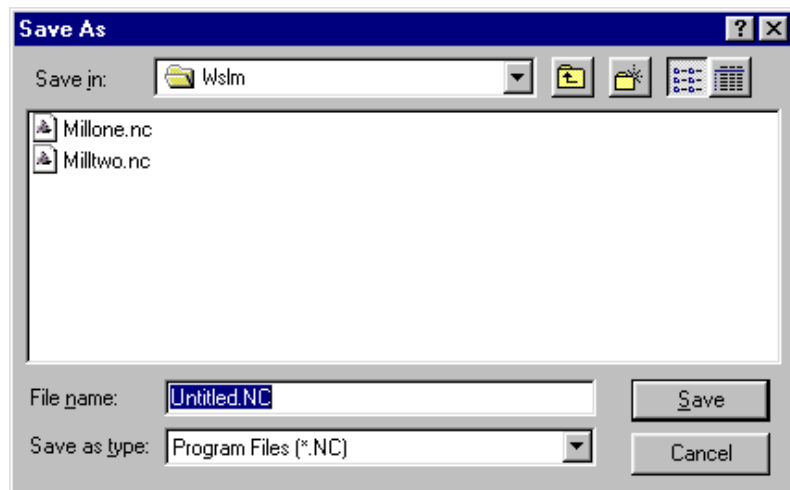 Save As
Save in: Wslm
Millone.nc
Milltwo.nc
File name: Untitled.NC Save
Save as type: Program Files (*.NC) Cancel